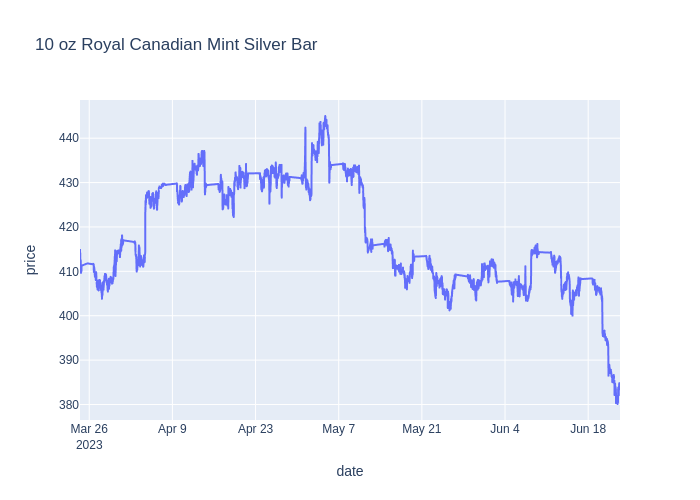 10 oz Royal Canadian Mint Silver Bar
440
430
420
410
400
390
380
price
Mar 26
2023
Apr 9
Apr 23
May 7
May 21
Jun 4
Jun 18
date